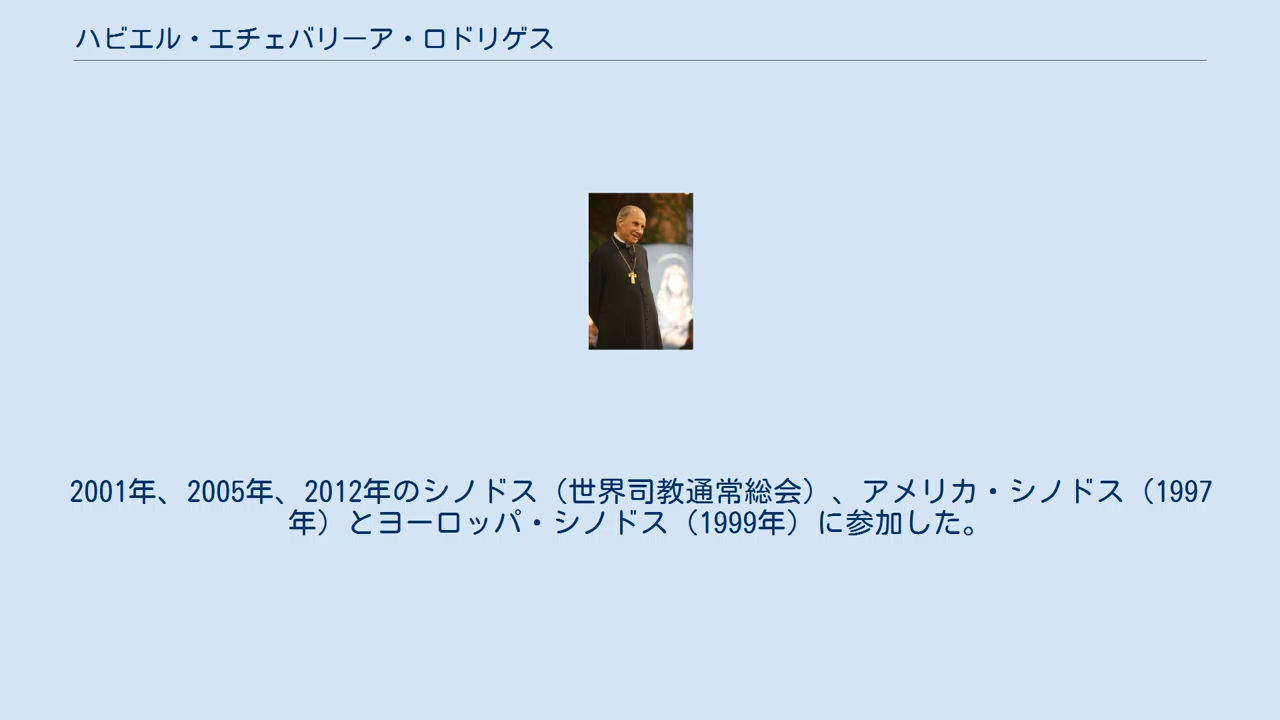 ハビエル・エチェバリーア・ロドリゲス
2001年、2005年、2012年のシノドス（世界司教通常総会）、アメリカ・シノドス（1997
年）とヨーロッパ・シノドス（1999年）に参加した。